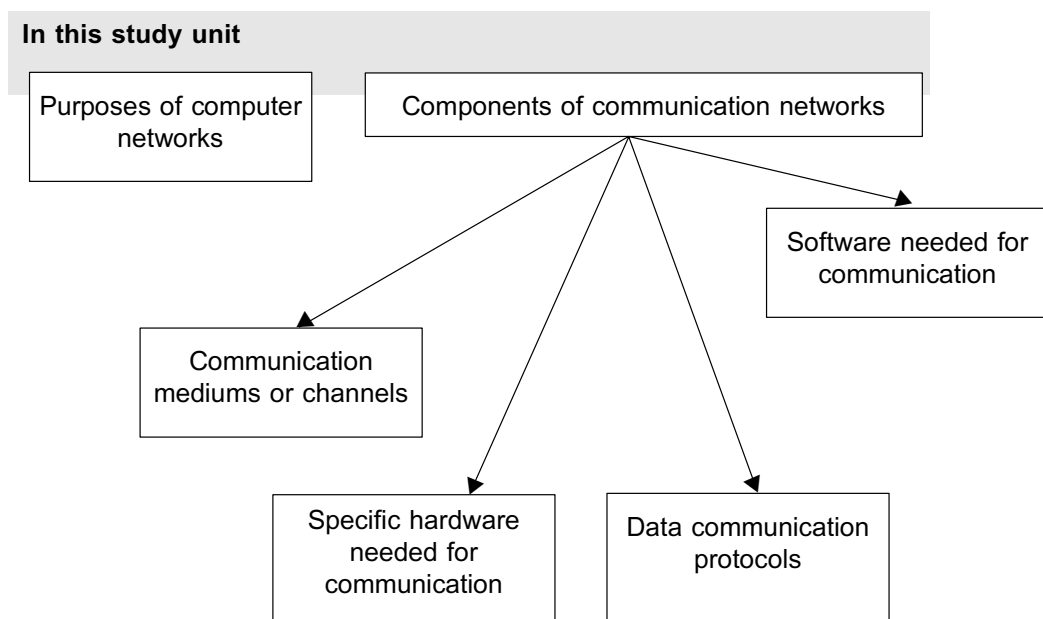 In this study unit
Purposes of computer
networks
Components of communication networks
Software needed for
communication
Communication
mediums or channels
Specific hardware
needed for
communication
Data communication
protocols